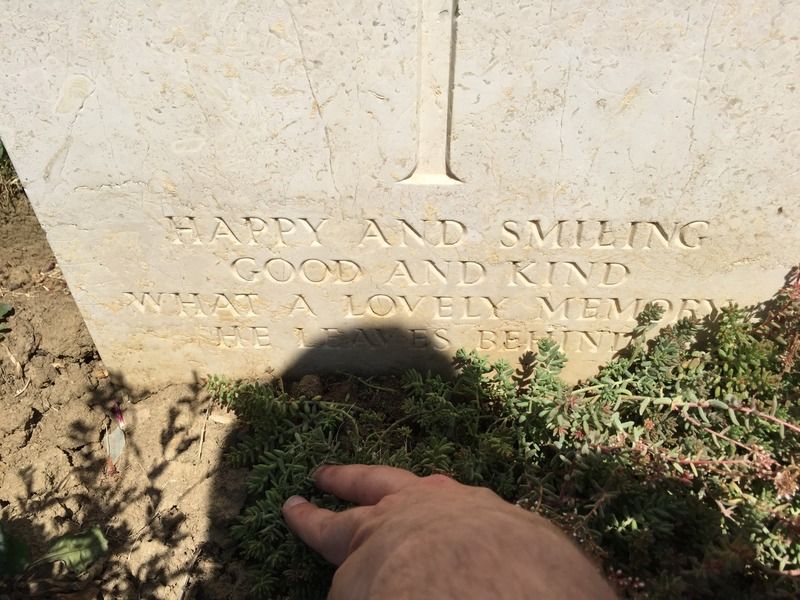 HAPPY AND SMILING
GOOD AND KIND
WHAT A LOVELY MEMORY
HE LEAVES BEHIND